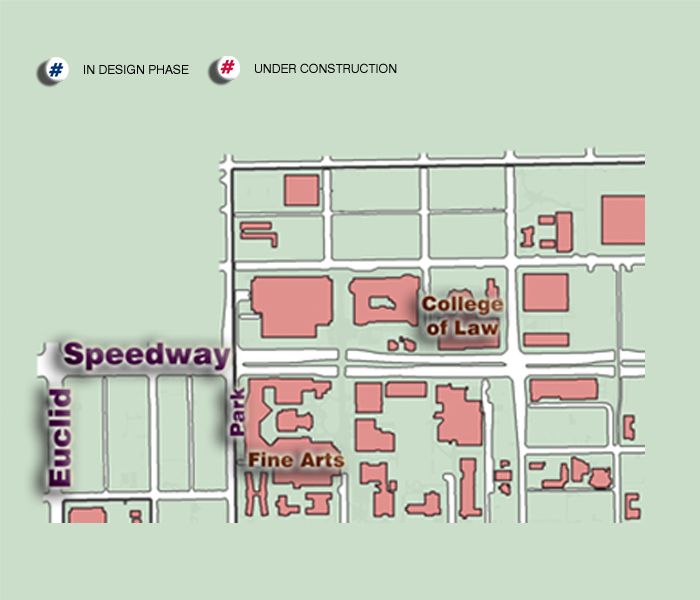 # IN DESIGN PHASE
# UNDER CONSTRUCTION
College
of Law
Speedway
Euclid
Park
Fine Arts